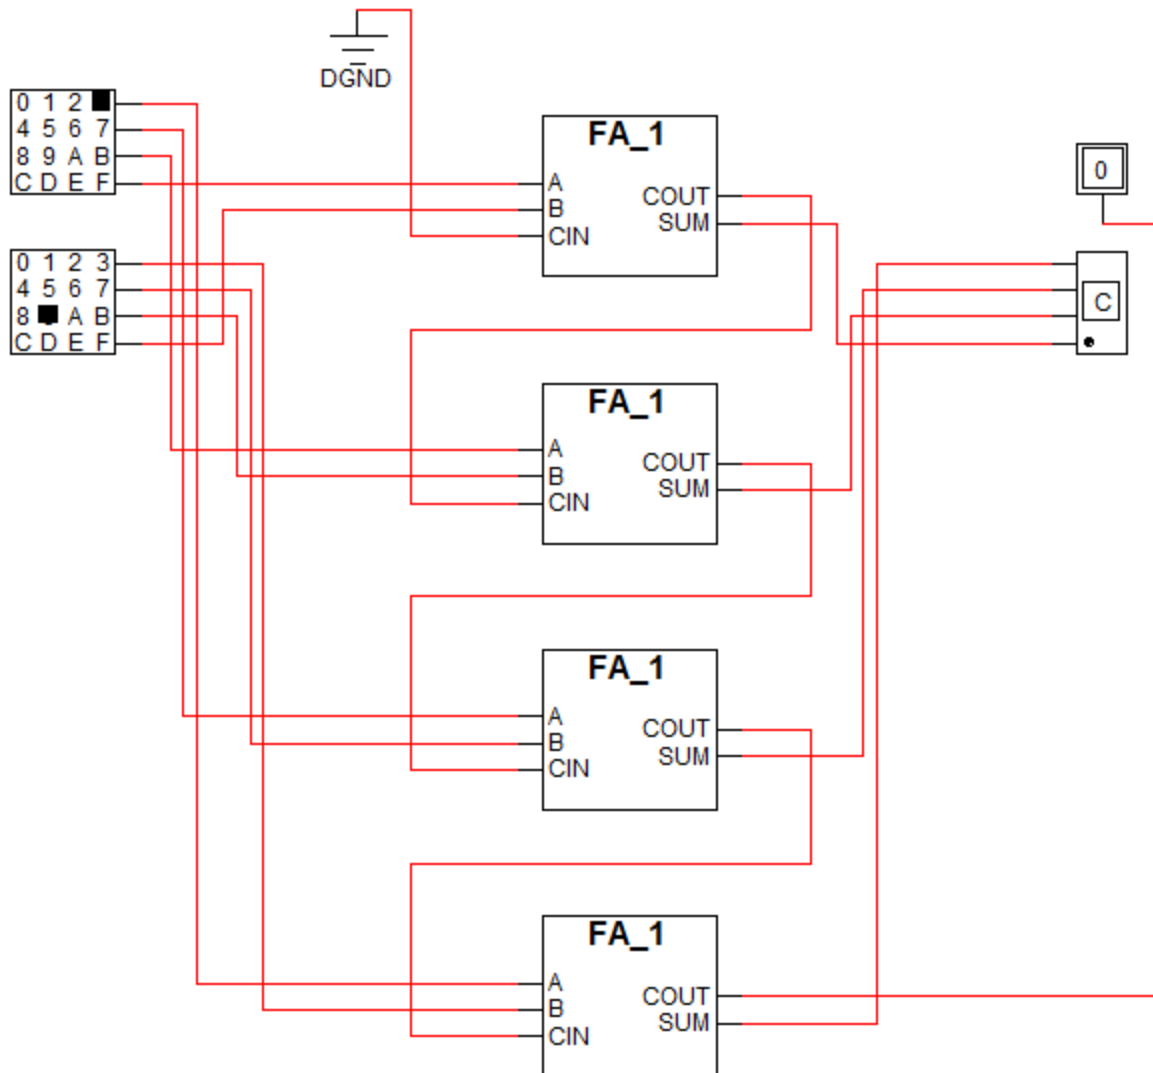 DGND
0 1 2
4 5 6 7
8 9 A B
C D E F
0 1 2 3
4 5 6 7
8 A B
C D E F
FA_1
A
B
CIN
COUT
SUM
FA_1
A
B
CIN
COUT
SUM
FA_1
A
B
CIN
COUT
SUM
FA_1
A
B
CIN
COUT
SUM
0
C